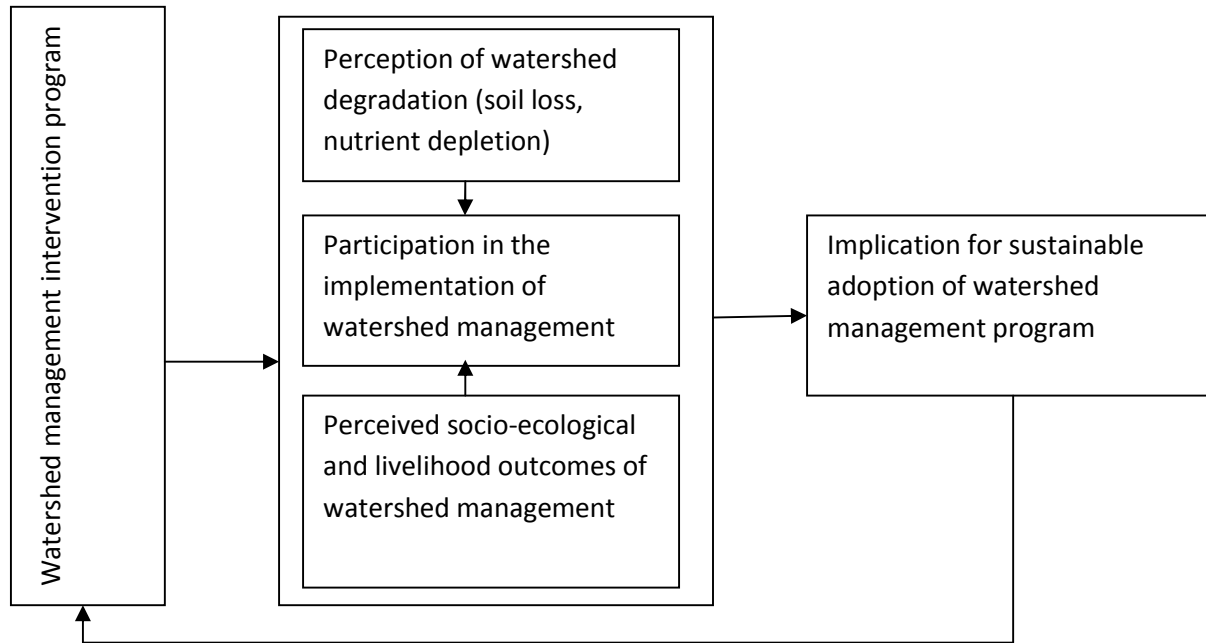 Watershed management intervention program
Perception of watershed
degradation (soil loss,
nutrient depletion)
Participation in the
implementation of
watershed management
Perceived socio-ecological
and livelihood outcomes of
watershed management
Implication for sustainable
adoption of watershed
management program